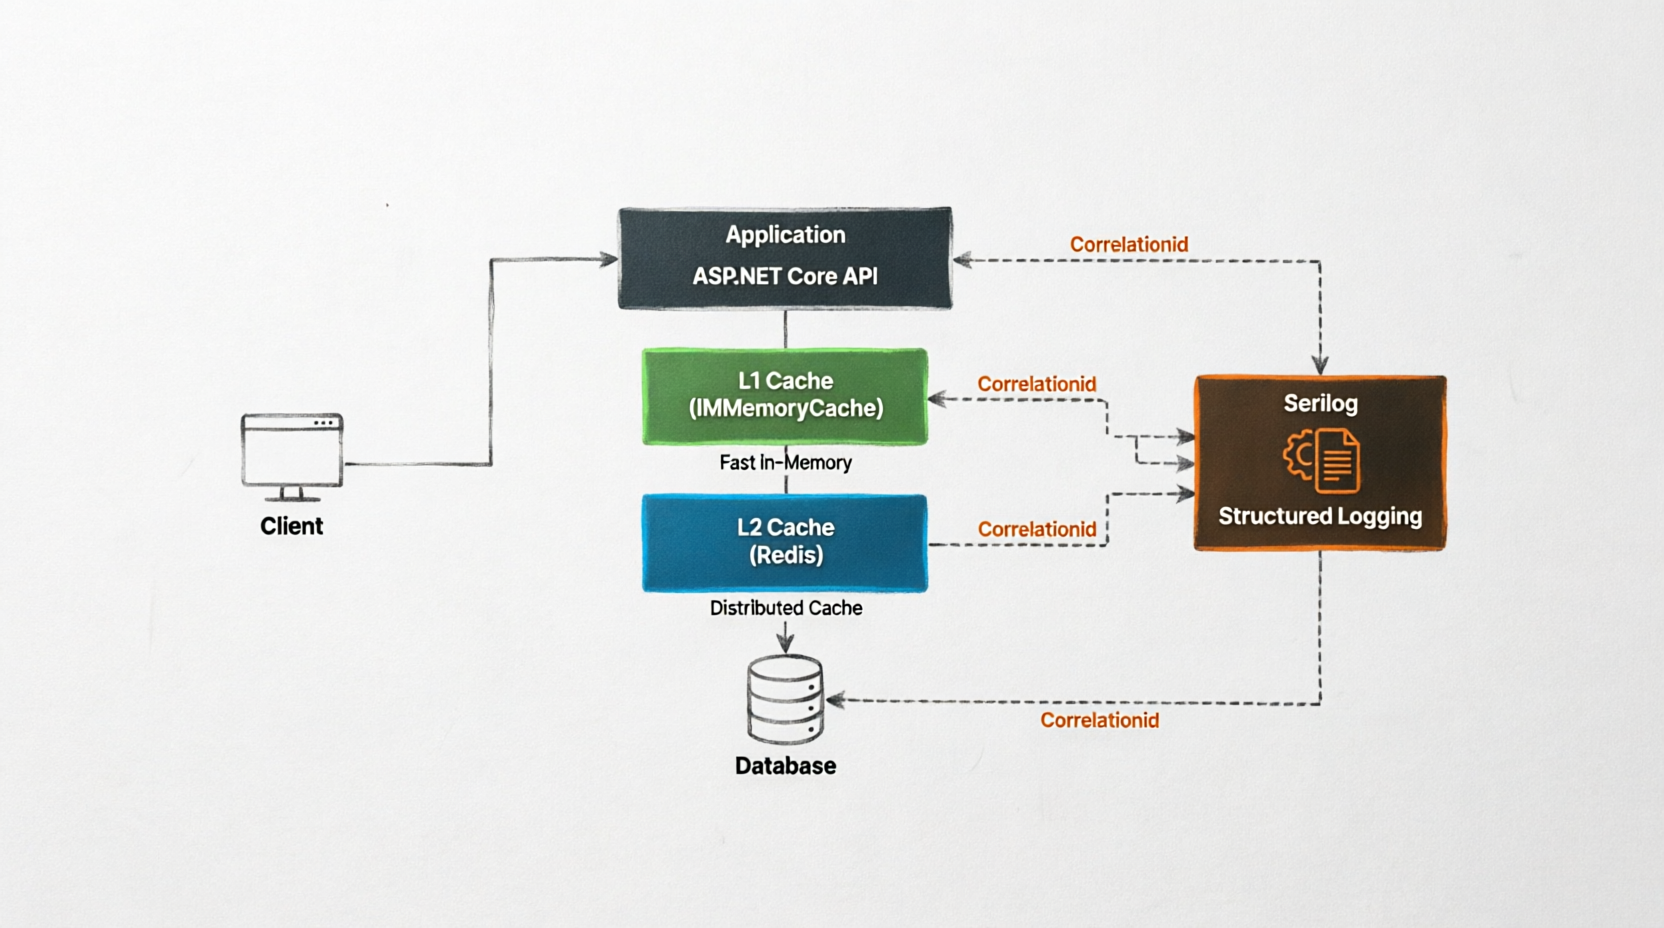 Application
ASP.NET Core API
Correlationid
L1 Cache
(IMMemoryCache)
Correlationid
Serilog
Fast in-Memory
Structured Logging
L2 Cache
(Redis)
Correlationid
Client
Distributed Cache
Correlationid
Database